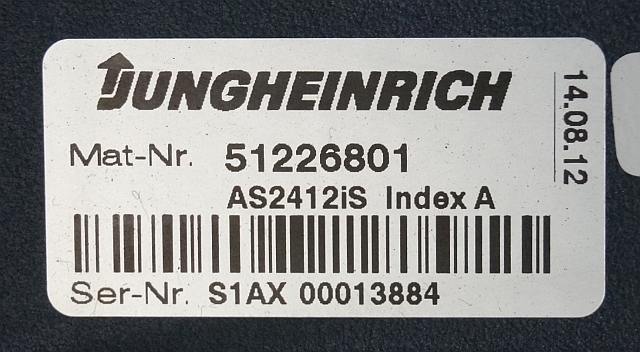 JUNGHEINRICH
Mat-Nr. 51226801
AS2412iS Index A
Ser-Nr. S1AX 00013884
14.08.12